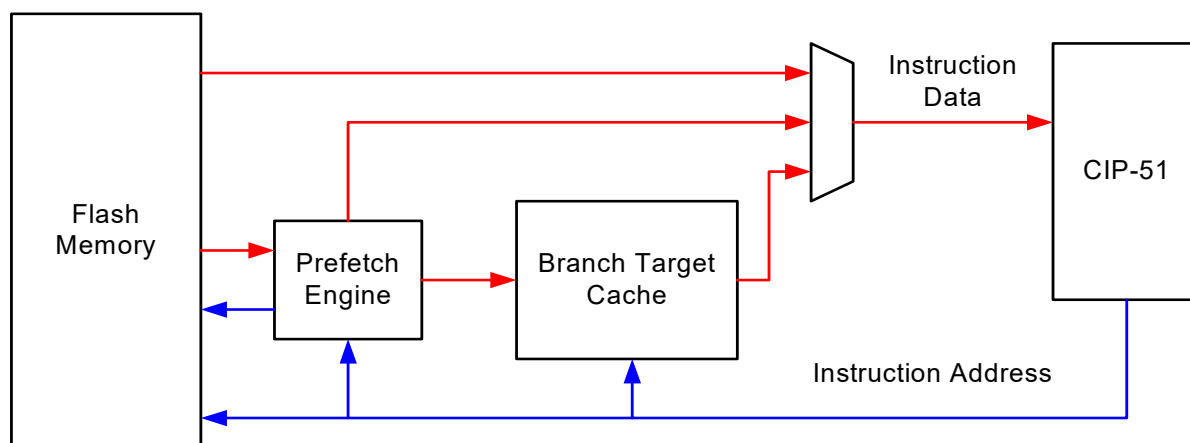 Instruction
Data
CIP-51
Flash
Memory
Prefetch
Engine
Branch Target
Cache
Instruction Address